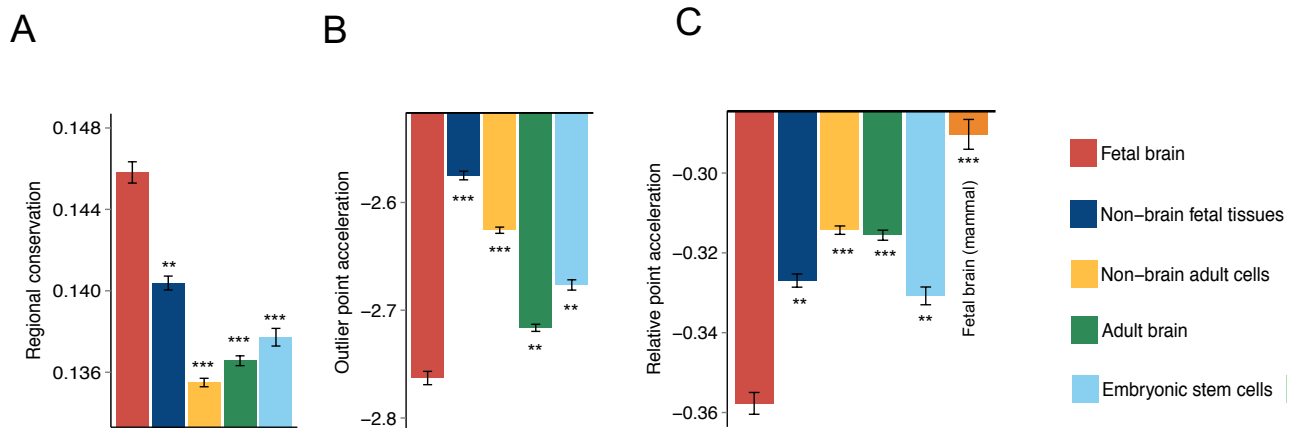 A
B
C
Regional conservation
0.148
0.144
0.140
0.136
**
***
***
***
Outlier point acceleration
−2.6
−2.7
−2.8
***
***
**
**
Relative point acceleration
-0.30
-0.32
-0.34
-0.36
**
***
***
**
***
Fetal brain (mammal)
Fetal brain
Non−brain fetal tissues
Non−brain adult cells
Adult brain
Embryonic stem cells